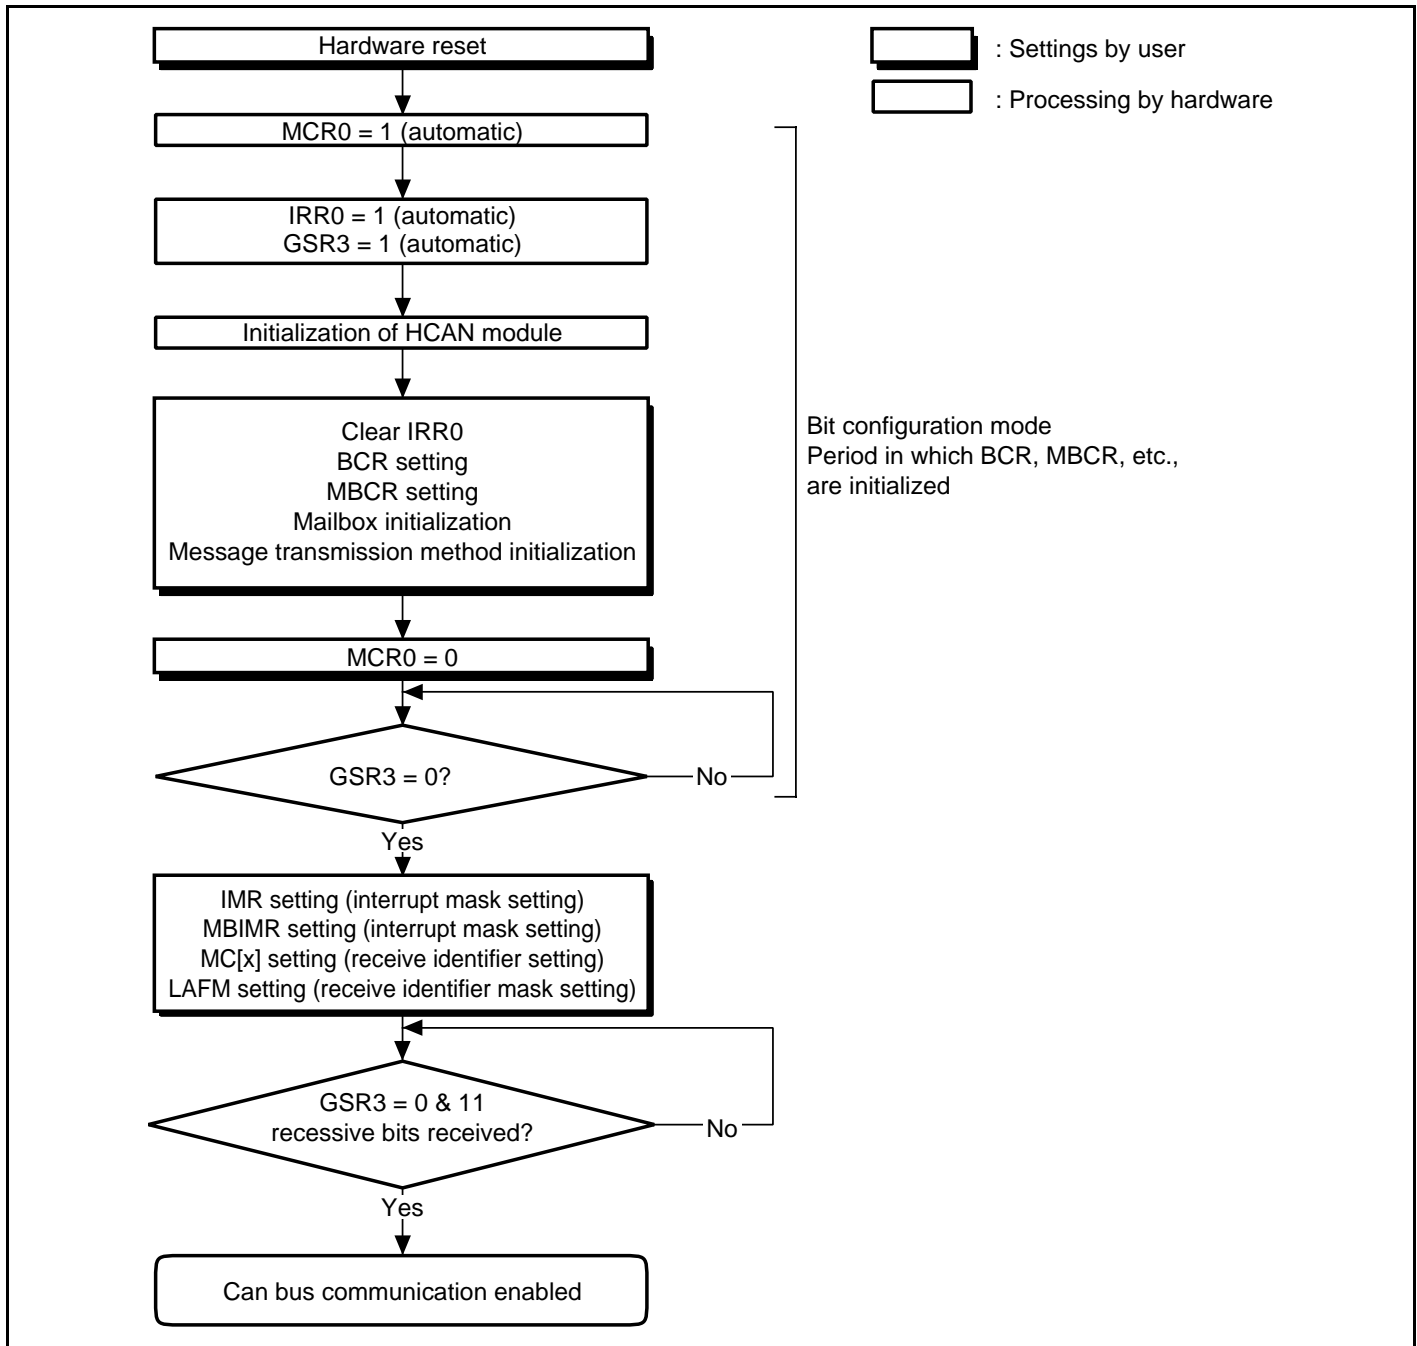 Hardware reset
: Settings by user
: Processing by hardware
MCR0 = 1 (automatic)
IRR0 = 1 (automatic)
GSR3 = 1 (automatic)
Initialization of HCAN module
Clear IRR0
BCR setting
MBCR setting
Mailbox initialization
Message transmission method initialization
Bit configuration mode
Period in which BCR, MBCR, etc.,
are initialized
MCR0 = 0
GSR3 = 0?
No
Yes
IMR setting (interrupt mask setting)
MBIMR setting (interrupt mask setting)
MC[x] setting (receive identifier setting)
LAFM setting (receive identifier mask setting)
GSR3 = 0 & 11
recessive bits received?
No
Yes
Can bus communication enabled